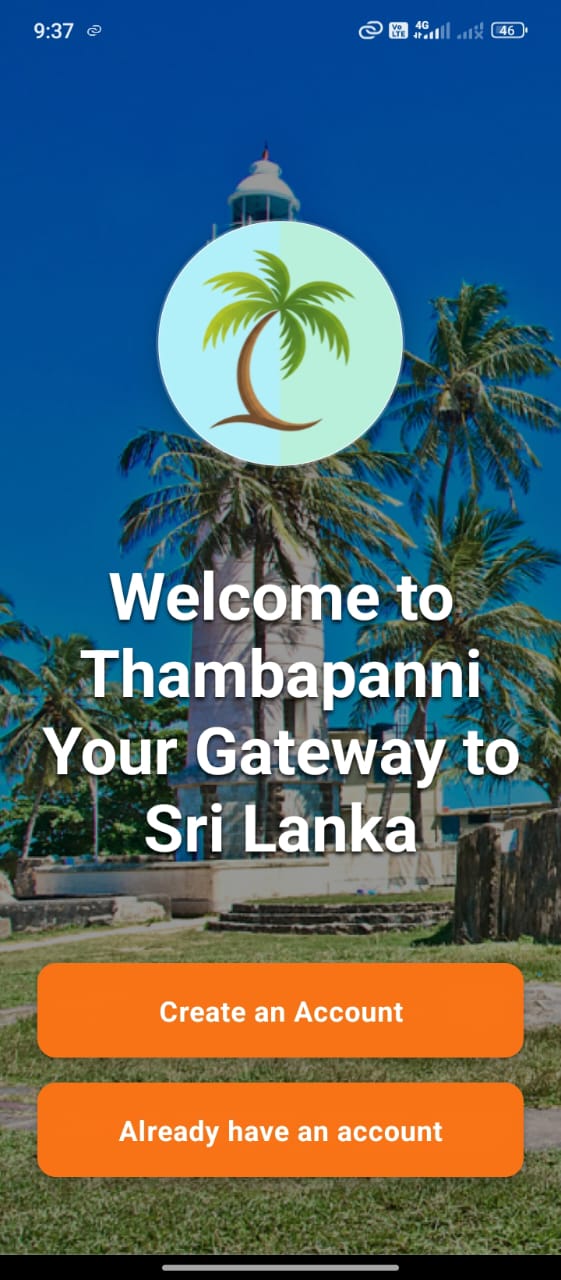 9:37
Vo LTE 4G 46
Welcome to
Thambapanni
Your Gateway to
Sri Lanka
Create an Account
Already have an account